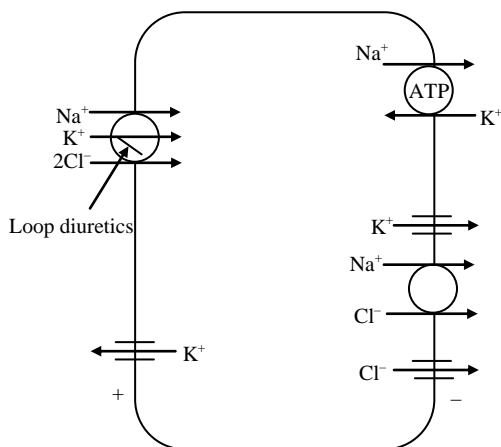 Na⁺
ATP
K⁺
Na⁺
K⁺
2Cl⁻
Loop diuretics
K⁺
Na⁺
Cl⁻
K⁺
Cl⁻
+
−